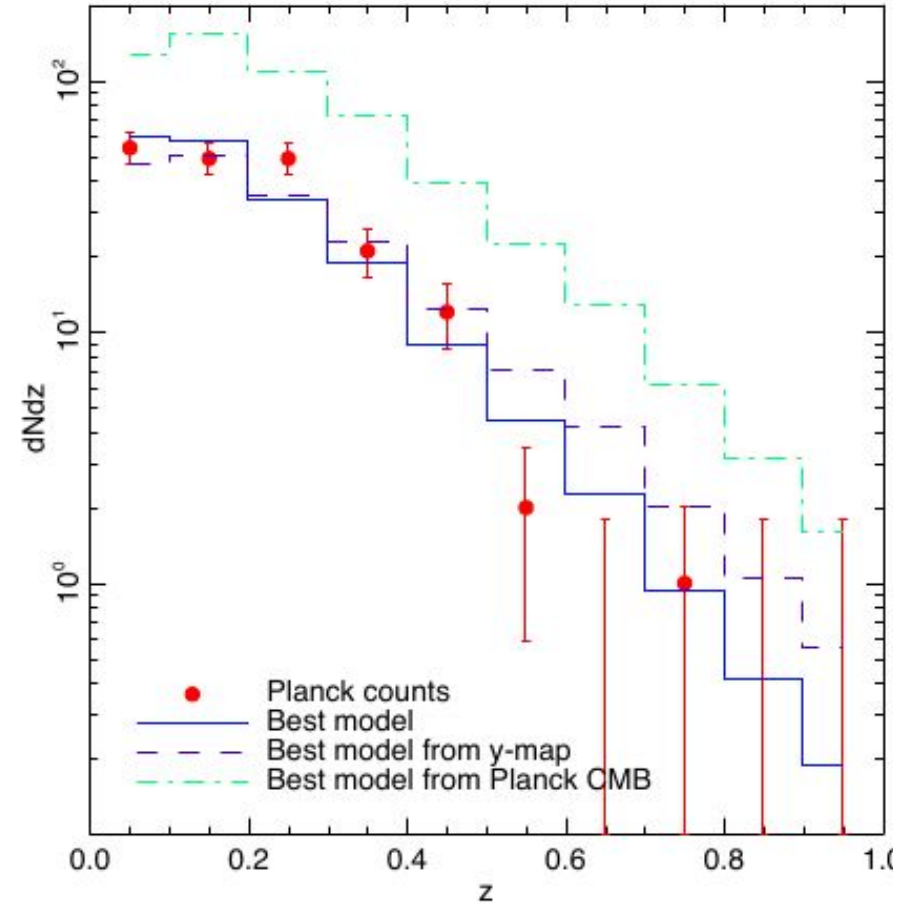 10²
10¹
10⁰
dNdz
Planck counts
Best model
Best model from y-map
Best model from Planck CMB
0.0 0.2 0.4 0.6 0.8 1.0
z